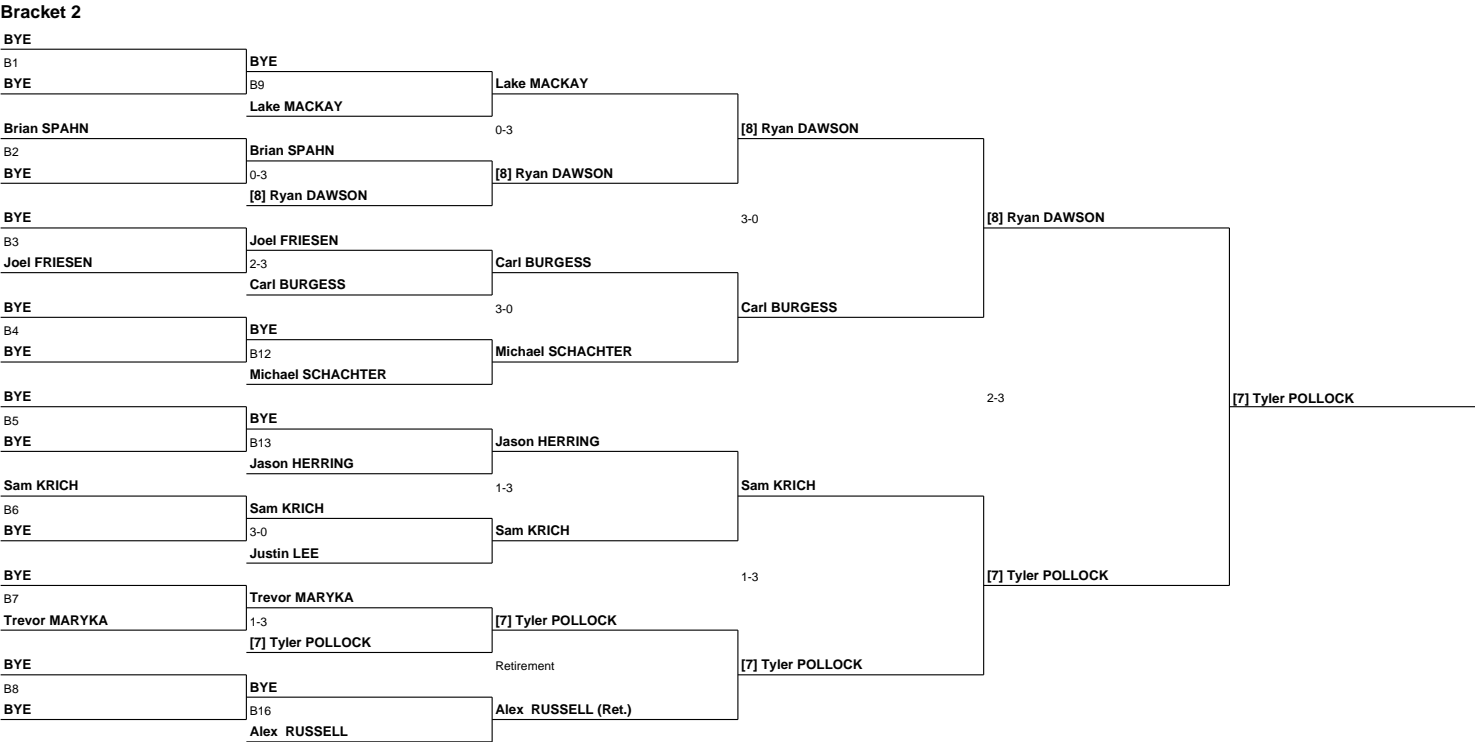 Bracket 2
BYE
B1
BYE
BYE
B9
Lake MACKAY
Lake MACKAY
Brian SPAHN
0-3
[8] Ryan DAWSON
B2
Brian SPAHN
BYE
0-3
[8] Ryan DAWSON
[8] Ryan DAWSON
BYE
3-0
[8] Ryan DAWSON
B3
Joel FRIESEN
Joel FRIESEN
2-3
Carl BURGESS
Carl BURGESS
BYE
3-0
Carl BURGESS
B4
BYE
BYE
B12
Michael SCHACHTER
Michael SCHACHTER
BYE
2-3
[7] Tyler POLLOCK
B5
BYE
BYE
B13
Jason HERRING
Jason HERRING
Sam KRICH
1-3
Sam KRICH
B6
Sam KRICH
BYE
3-0
Sam KRICH
Justin LEE
BYE
1-3
[7] Tyler POLLOCK
B7
Trevor MARYKA
Trevor MARYKA
1-3
[7] Tyler POLLOCK
[7] Tyler POLLOCK
BYE
Retirement
[7] Tyler POLLOCK
B8
BYE
BYE
B16
Alex RUSSELL (Ret.)
Alex RUSSELL